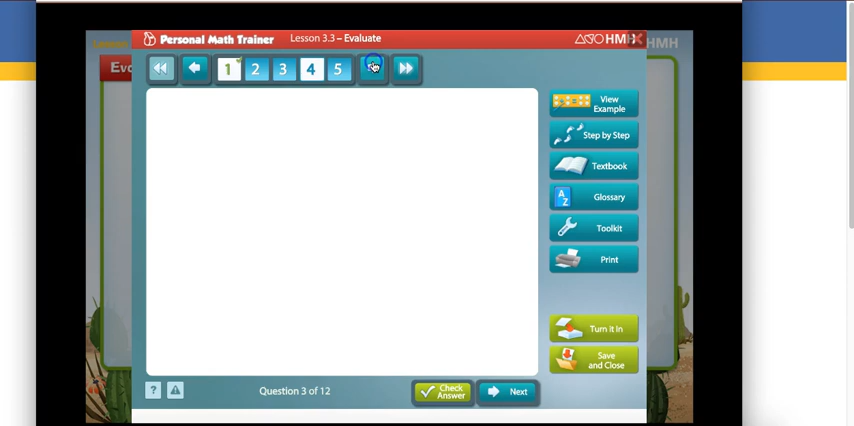 Personal Math Trainer
Lesson 3.3 – Evaluate
HMH
HMH
1 2 3 4 5
View
Example
Step by Step
Textbook
A
Z
Glossary
Toolkit
Print
Turn it In
Save
and Close
?
Question 3 of 12
Check
Answer
Next